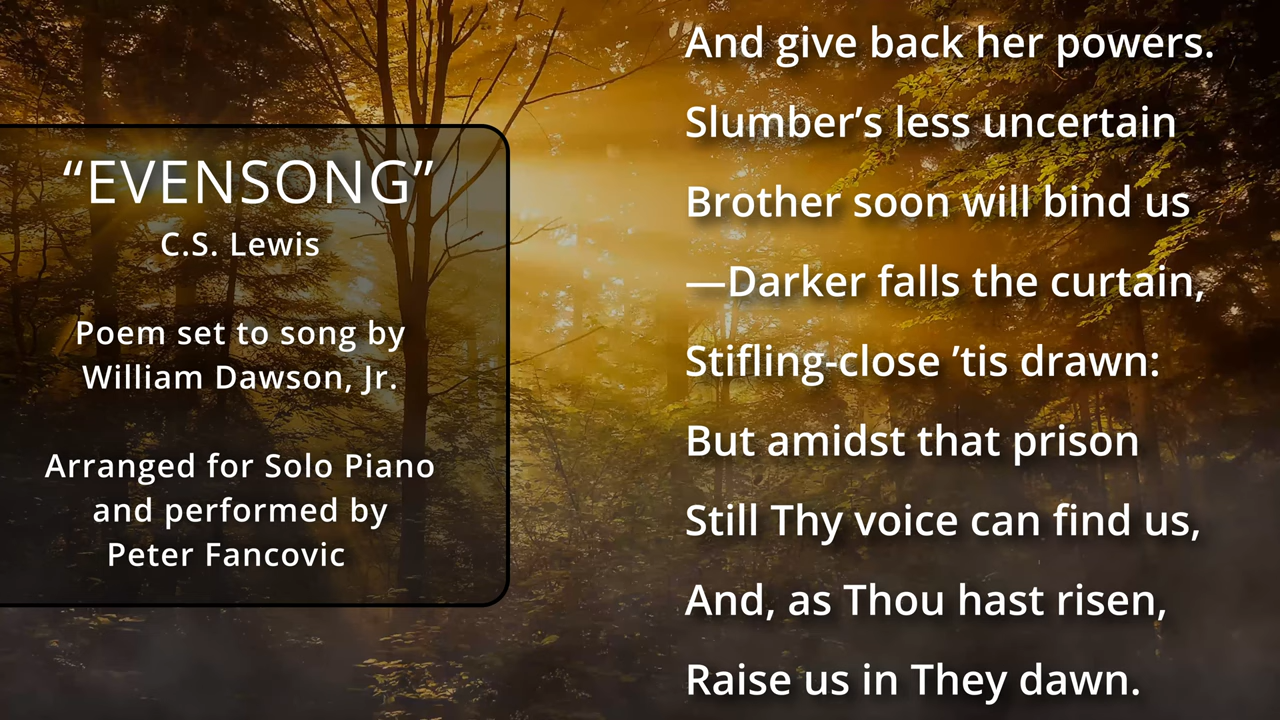 “EVENSONG”
C.S. Lewis
Poem set to song by
William Dawson, Jr.
Arranged for Solo Piano
and performed by
Peter Fancovic
And give back her powers.
Slumber’s less uncertain
Brother soon will bind us
—Darker falls the curtain,
Stifling-close ’tis drawn:
But amidst that prison
Still Thy voice can find us,
And, as Thou hast risen,
Raise us in They dawn.